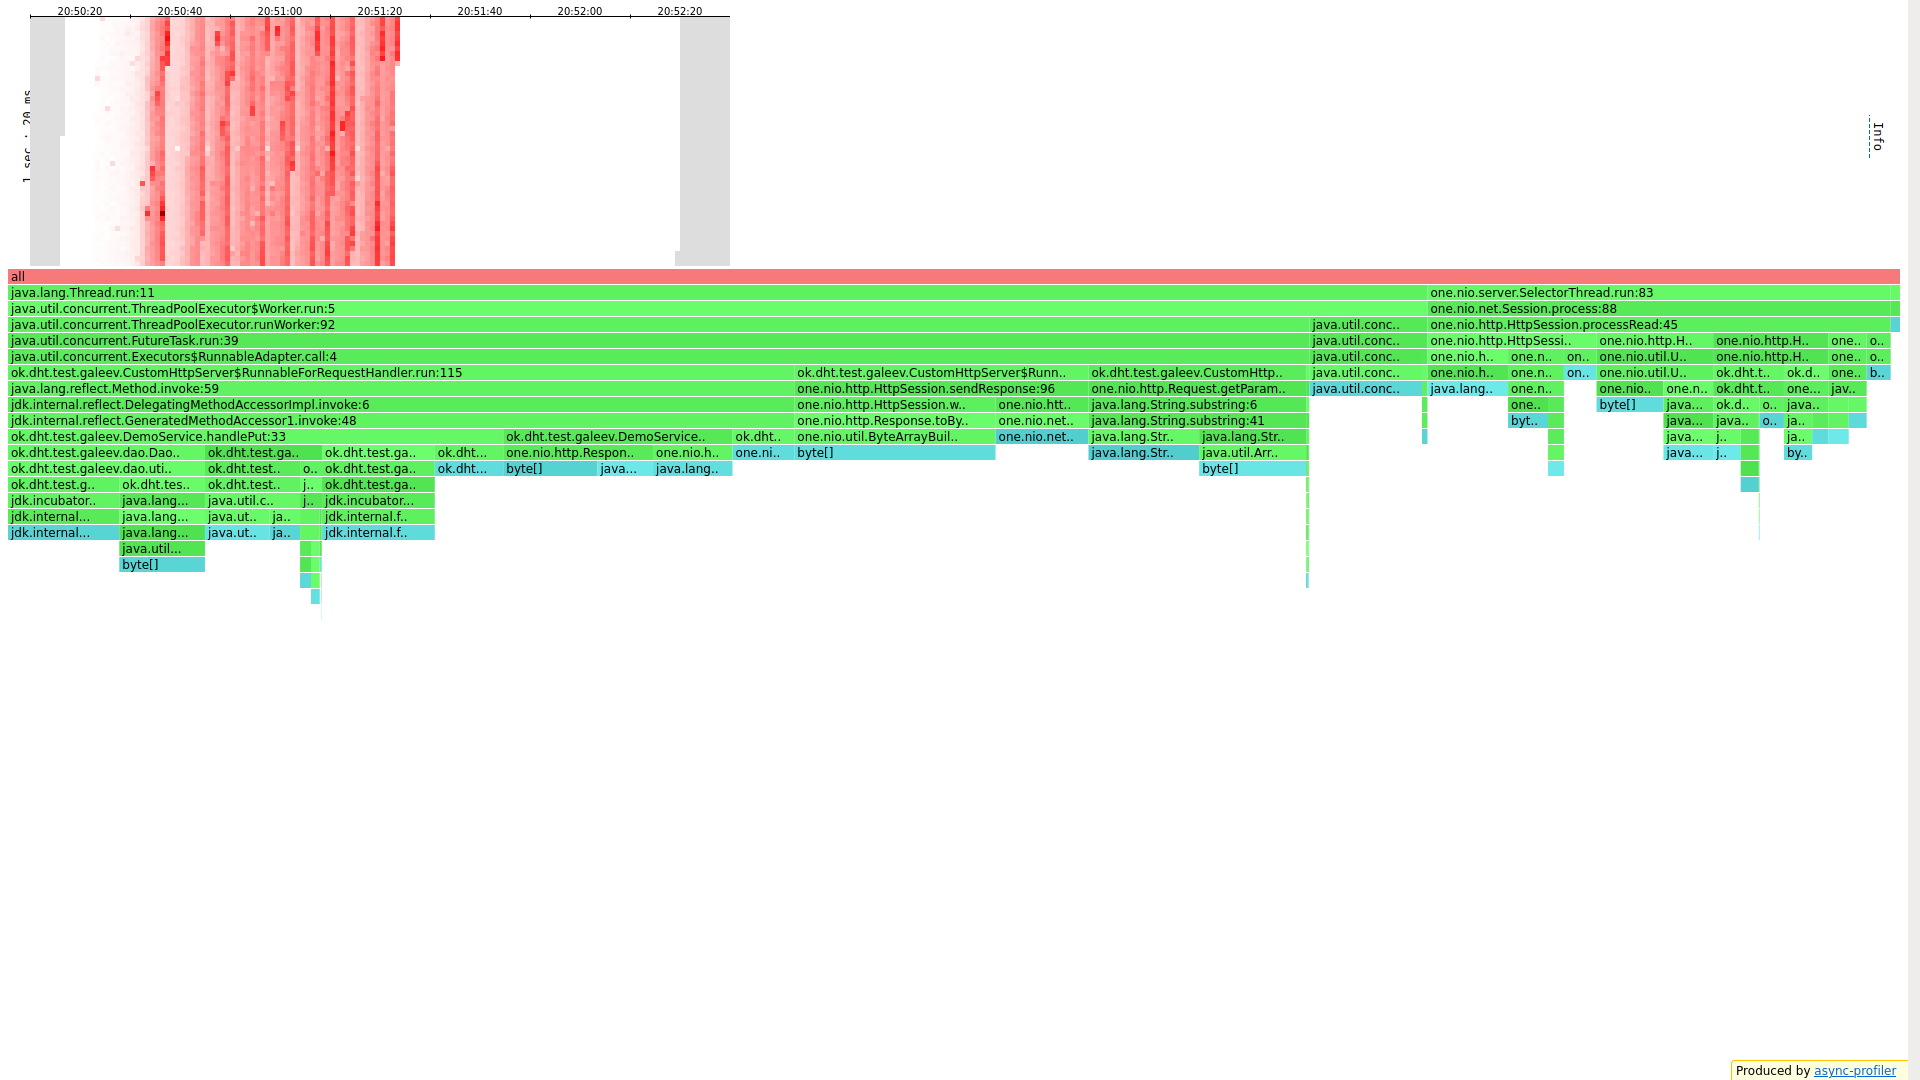 20:50:20 20:50:40 20:51:00 20:51:20 20:51:40 20:52:00 20:52:20
1 sec · 20 ms
Info
all
java.lang.Thread.run:11 one.nio.server.SelectorThread.run:83
java.util.concurrent.ThreadPoolExecutor$Worker.run:5 one.nio.net.Session.process:88
java.util.concurrent.ThreadPoolExecutor.runWorker:92 java.util.conc.. one.nio.http.HttpSession.processRead:45
java.util.concurrent.FutureTask.run:39 java.util.conc.. one.nio.http.HttpSessi.. one.nio.http.H.. one.nio.http.H.. one.. o..
java.util.concurrent.Executors$RunnableAdapter.call:4 java.util.conc.. one.nio.h.. one.n.. on.. one.nio.util.U.. one.nio.http.H.. one.. o..
ok.dht.test.galeev.CustomHttpServer$RunnableForRequestHandler.run:115 ok.dht.test.galeev.CustomHttpServer$Runn.. ok.dht.test.galeev.CustomHttp.. java.util.conc.. one.nio.h.. one.n.. on.. one.nio.util.U.. ok.dht.t.. ok.d.. one.. b..
java.lang.reflect.Method.invoke:59 one.nio.http.HttpSession.sendResponse:96 one.nio.http.Request.getParam.. java.util.conc.. java.lang.. one.n.. one.nio.. one.n.. ok.dht.t.. one... jav..
jdk.internal.reflect.DelegatingMethodAccessorImpl.invoke:6 one.nio.http.HttpSession.w.. one.nio.htt.. java.lang.String.substring:6 one.. byte[] java... ok.d.. o.. java..
jdk.internal.reflect.GeneratedMethodAccessor1.invoke:48 one.nio.http.Response.toBy.. one.nio.net.. java.lang.String.substring:41 byt.. java... java.. o.. ja..
ok.dht.test.galeev.DemoService.handlePut:33 ok.dht.test.galeev.DemoService.. ok.dht.. one.nio.util.ByteArrayBuil.. one.nio.net.. java.lang.Str.. java.lang.Str.. java... j.. ja..
ok.dht.test.galeev.dao.Dao.. ok.dht.test.ga.. ok.dht.test.ga.. ok.dht... one.nio.http.Respon.. one.nio.h.. one.ni.. byte[] java.lang.Str.. java.util.Arr.. java... j.. by..
ok.dht.test.galeev.dao.uti.. ok.dht.test.. o.. ok.dht.test.ga.. ok.dht... byte[] java... java.lang.. byte[]
ok.dht.test.g.. ok.dht.tes.. ok.dht.test.. j.. ok.dht.test.ga..
jdk.incubator.. java.lang... java.util.c.. j.. jdk.incubator...
jdk.internal... java.lang... java.ut.. ja.. jdk.internal.f..
jdk.internal... java.lang... java.ut.. ja.. jdk.internal.f..
java.util...
byte[]
Produced by async-profiler